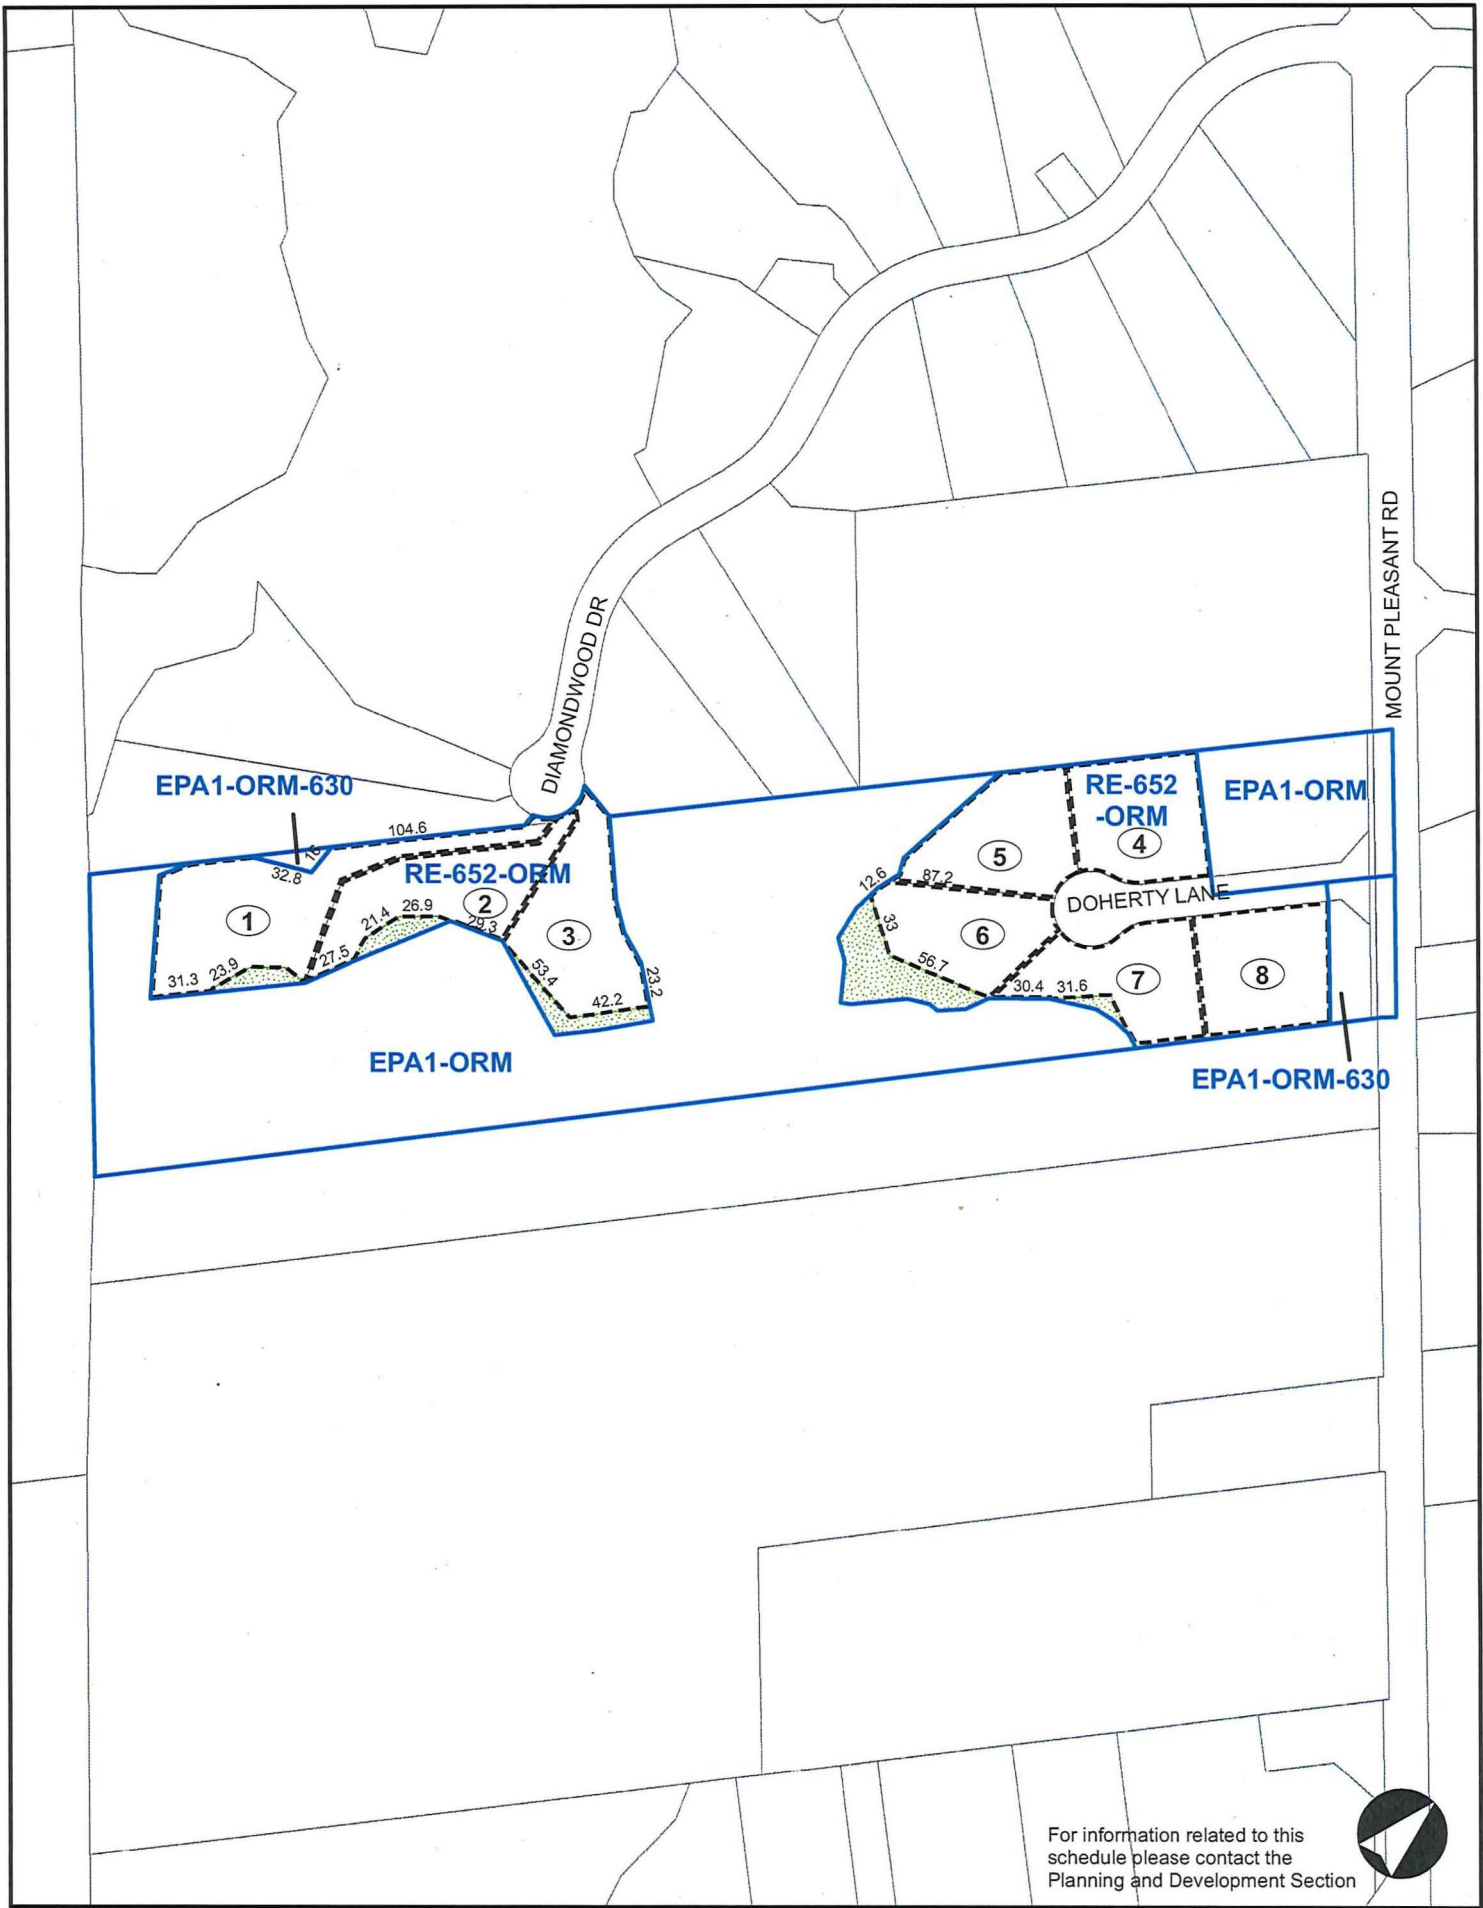 MOUNT PLEASANT RD
DIAMONDWOOD DR
EPA1-ORM-630
104.6
16
32.8
RE-652-ORM
1
2
3
21.4
26.9
29.3
27.5
31.3
23.9
53.4
42.2
23.2
EPA1-ORM
RE-652
-ORM
EPA1-ORM
4
5
12.6
87.2
DOHERTY LANE
33
6
56.7
30.4
31.6
7
8
EPA1-ORM-630
For information related to this
schedule please contact the
Planning and Development Section